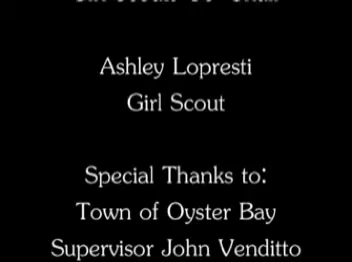 Ashley Lopresti
Girl Scout
Special Thanks to:
Town of Oyster Bay
Supervisor John Venditto